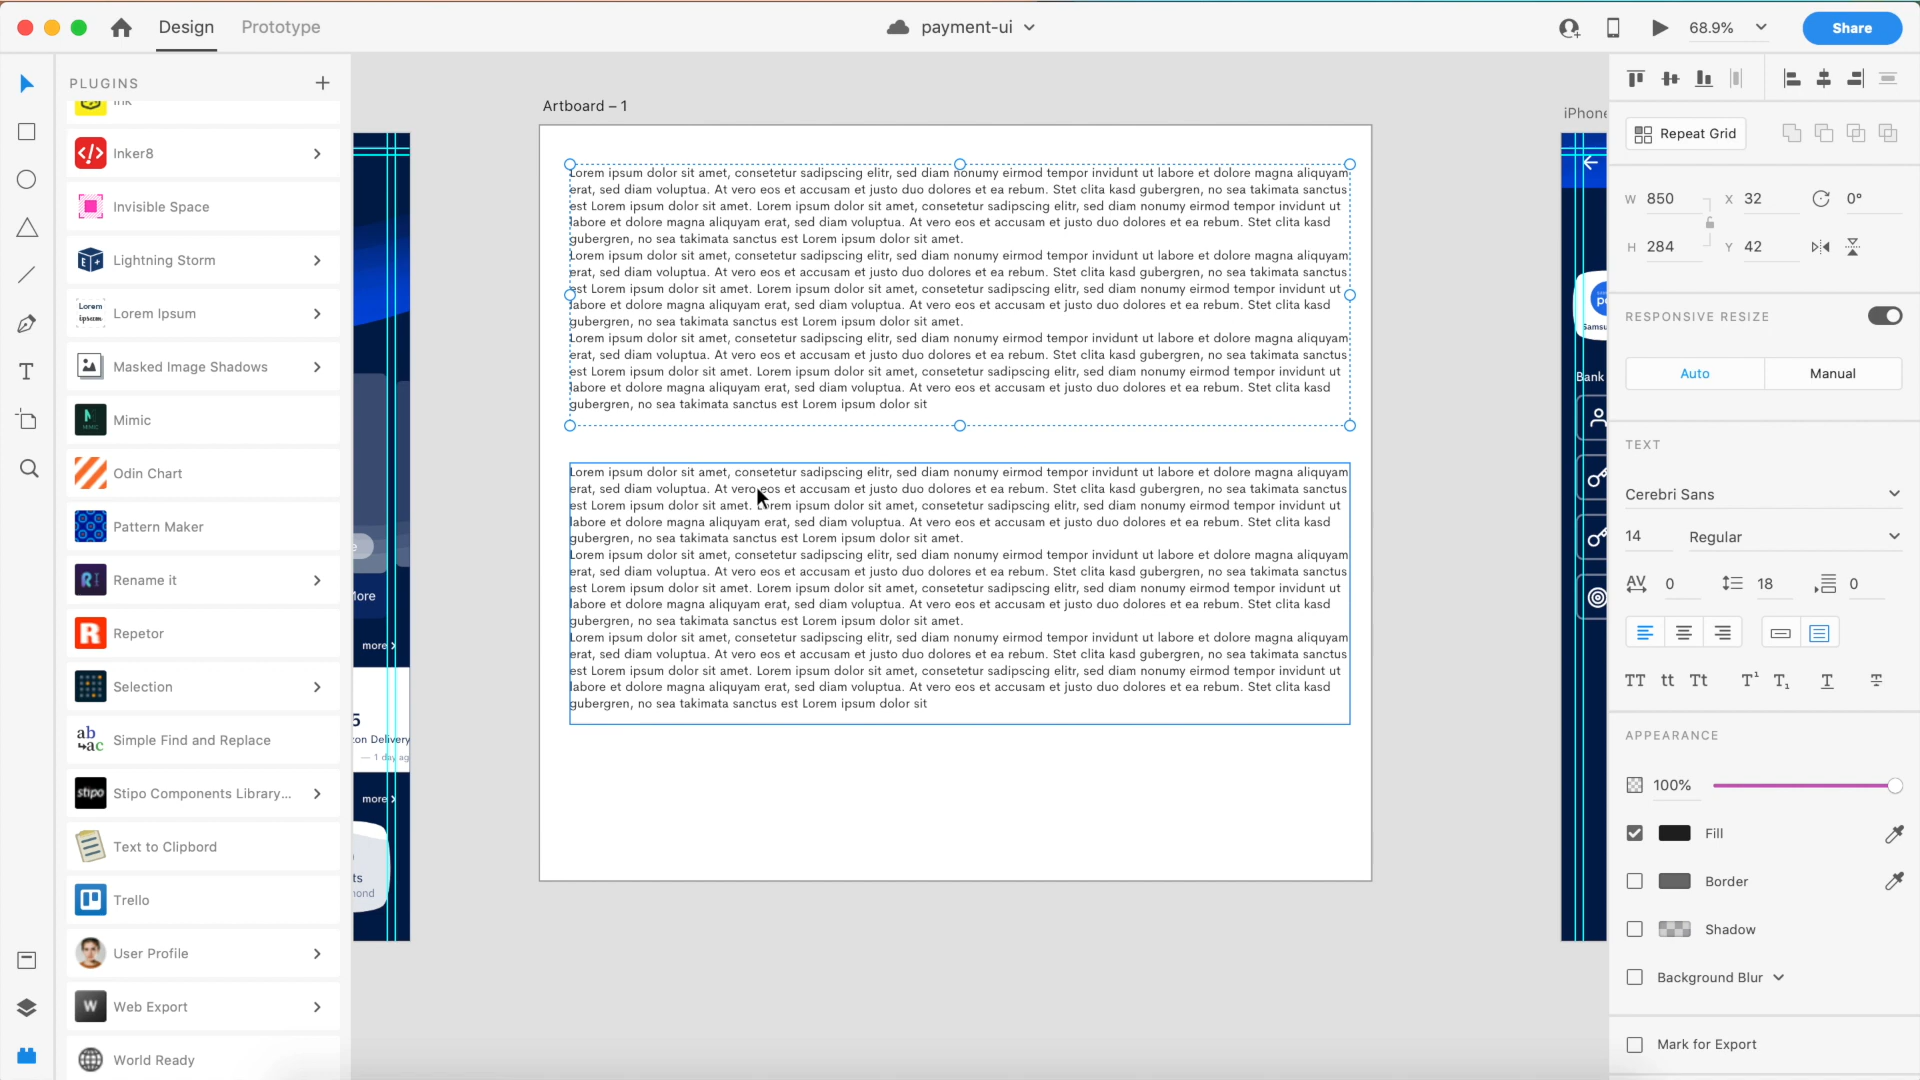 Design
Prototype
payment-ui
68.9%
Share
PLUGINS
Ink
Inker8
Invisible Space
Lightning Storm
Lorem Ipsum
Masked Image Shadows
Mimic
Odin Chart
Pattern Maker
Rename it
Repetor
Selection
Simple Find and Replace
Stipo Components Library...
Text to Clipbord
Trello
User Profile
Web Export
World Ready
more
more
1 day ag
Artboard – 1
Lorem ipsum dolor sit amet, consetetur sadipscing elitr, sed diam nonumy eirmod tempor invidunt ut labore et dolore magna aliquyam
erat, sed diam voluptua. At vero eos et accusam et justo duo dolores et ea rebum. Stet clita kasd gubergren, no sea takimata sanctus
est Lorem ipsum dolor sit amet. Lorem ipsum dolor sit amet, consetetur sadipscing elitr, sed diam nonumy eirmod tempor invidunt ut
labore et dolore magna aliquyam erat, sed diam voluptua. At vero eos et accusam et justo duo dolores et ea rebum. Stet clita kasd
gubergren, no sea takimata sanctus est Lorem ipsum dolor sit amet.
Lorem ipsum dolor sit amet, consetetur sadipscing elitr, sed diam nonumy eirmod tempor invidunt ut labore et dolore magna aliquyam
erat, sed diam voluptua. At vero eos et accusam et justo duo dolores et ea rebum. Stet clita kasd gubergren, no sea takimata sanctus
est Lorem ipsum dolor sit amet. Lorem ipsum dolor sit amet, consetetur sadipscing elitr, sed diam nonumy eirmod tempor invidunt ut
labore et dolore magna aliquyam erat, sed diam voluptua. At vero eos et accusam et justo duo dolores et ea rebum. Stet clita kasd
gubergren, no sea takimata sanctus est Lorem ipsum dolor sit amet.
Lorem ipsum dolor sit amet, consetetur sadipscing elitr, sed diam nonumy eirmod tempor invidunt ut labore et dolore magna aliquyam
erat, sed diam voluptua. At vero eos et accusam et justo duo dolores et ea rebum. Stet clita kasd gubergren, no sea takimata sanctus
est Lorem ipsum dolor sit amet. Lorem ipsum dolor sit amet, consetetur sadipscing elitr, sed diam nonumy eirmod tempor invidunt ut
labore et dolore magna aliquyam erat, sed diam voluptua. At vero eos et accusam et justo duo dolores et ea rebum. Stet clita kasd
gubergren, no sea takimata sanctus est Lorem ipsum dolor sit
Lorem ipsum dolor sit amet, consetetur sadipscing elitr, sed diam nonumy eirmod tempor invidunt ut labore et dolore magna aliquyam
erat, sed diam voluptua. At vero eos et accusam et justo duo dolores et ea rebum. Stet clita kasd gubergren, no sea takimata sanctus
est Lorem ipsum dolor sit amet. Lorem ipsum dolor sit amet, consetetur sadipscing elitr, sed diam nonumy eirmod tempor invidunt ut
labore et dolore magna aliquyam erat, sed diam voluptua. At vero eos et accusam et justo duo dolores et ea rebum. Stet clita kasd
gubergren, no sea takimata sanctus est Lorem ipsum dolor sit amet.
Lorem ipsum dolor sit amet, consetetur sadipscing elitr, sed diam nonumy eirmod tempor invidunt ut labore et dolore magna aliquyam
erat, sed diam voluptua. At vero eos et accusam et justo duo dolores et ea rebum. Stet clita kasd gubergren, no sea takimata sanctus
est Lorem ipsum dolor sit amet. Lorem ipsum dolor sit amet, consetetur sadipscing elitr, sed diam nonumy eirmod tempor invidunt ut
labore et dolore magna aliquyam erat, sed diam voluptua. At vero eos et accusam et justo duo dolores et ea rebum. Stet clita kasd
gubergren, no sea takimata sanctus est Lorem ipsum dolor sit amet.
Lorem ipsum dolor sit amet, consetetur sadipscing elitr, sed diam nonumy eirmod tempor invidunt ut labore et dolore magna aliquyam
erat, sed diam voluptua. At vero eos et accusam et justo duo dolores et ea rebum. Stet clita kasd gubergren, no sea takimata sanctus
est Lorem ipsum dolor sit amet. Lorem ipsum dolor sit amet, consetetur sadipscing elitr, sed diam nonumy eirmod tempor invidunt ut
labore et dolore magna aliquyam erat, sed diam voluptua. At vero eos et accusam et justo duo dolores et ea rebum. Stet clita kasd
gubergren, no sea takimata sanctus est Lorem ipsum dolor sit
iPhone
Bank
Repeat Grid
W 850 X 32 0°
H 284 Y 42
RESPONSIVE RESIZE
Auto Manual
TEXT
Cerebri Sans
14 Regular
AV 0 18 0
TT tt Tt T¹ T₁ T T
APPEARANCE
100%
Fill
Border
Shadow
Background Blur
Mark for Export